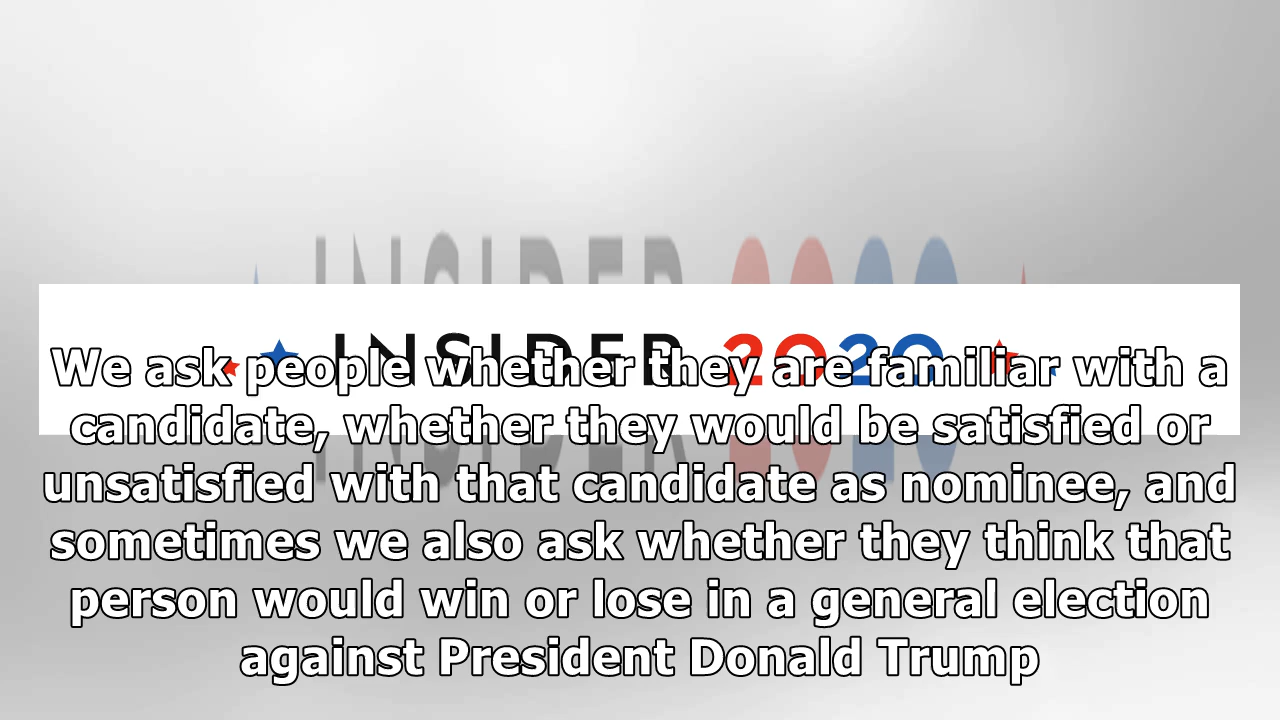 INSIDER 2020
We ask people whether they are familiar with a
candidate, whether they would be satisfied or
unsatisfied with that candidate as nominee, and
sometimes we also ask whether they think that
person would win or lose in a general election
against President Donald Trump